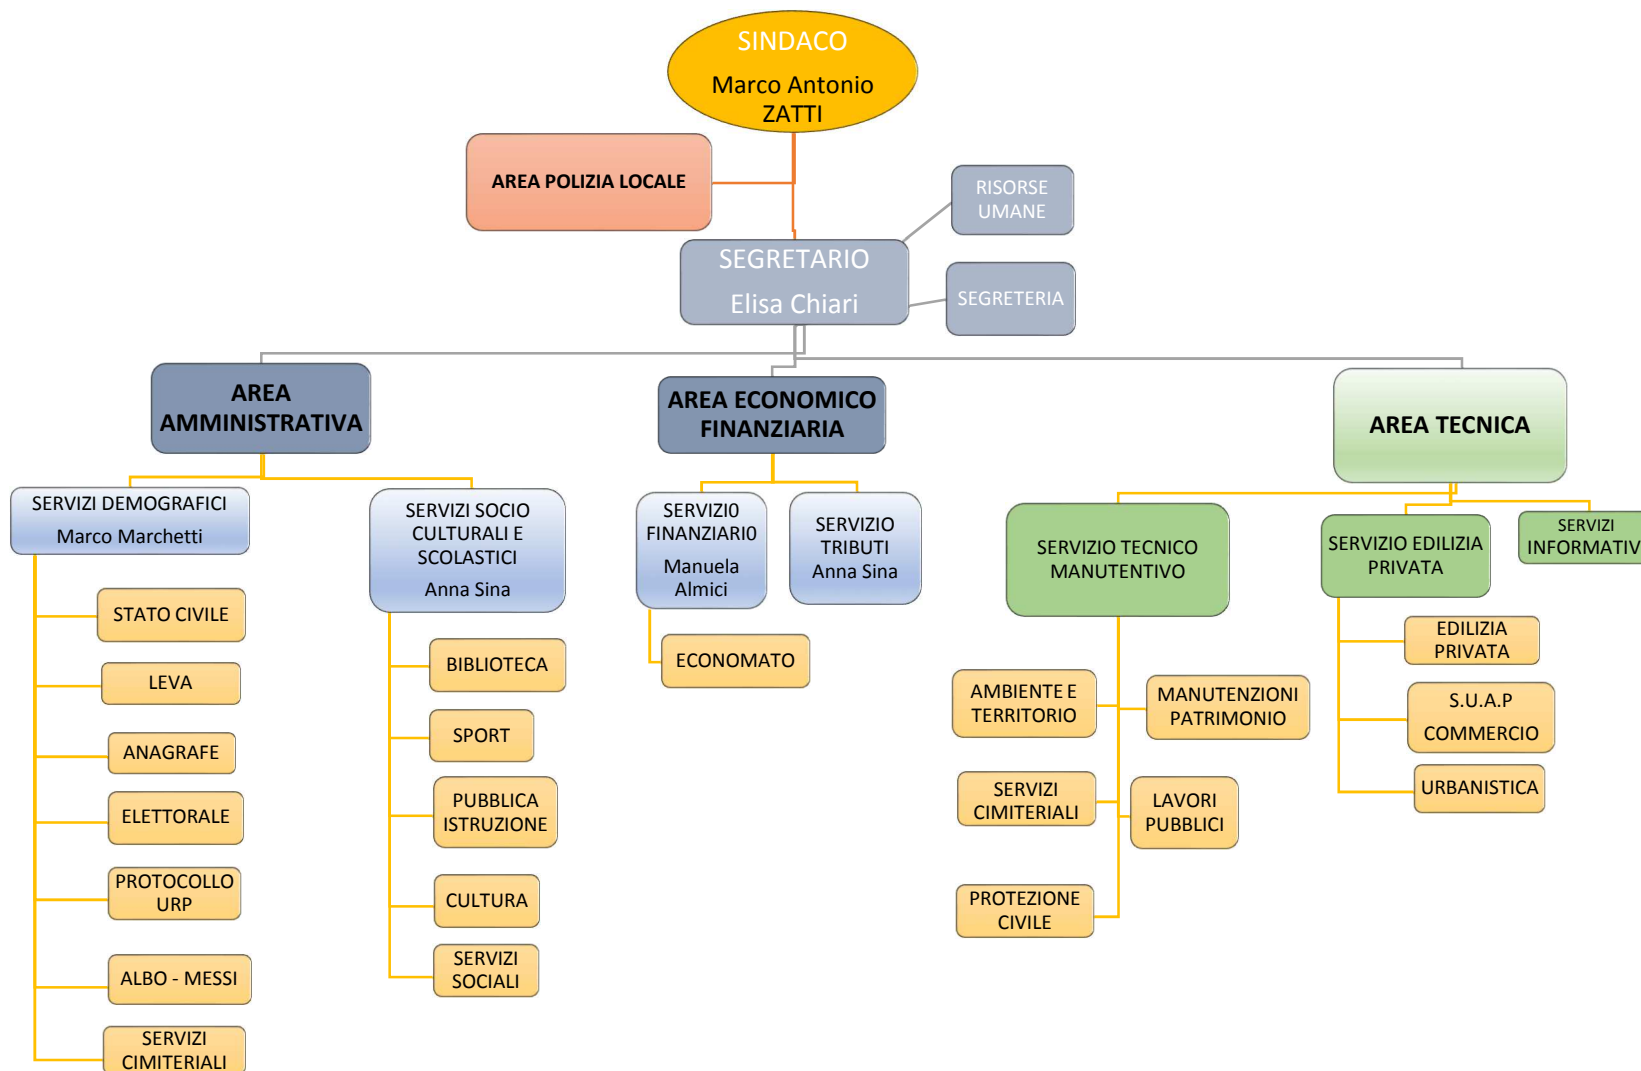 SINDACO
Marco Antonio
ZATTI
AREA POLIZIA LOCALE
RISORSE
UMANE
SEGRETARIO
Elisa Chiari
SEGRETERIA
AREA
AMMINISTRATIVA
AREA ECONOMICO
FINANZIARIA
AREA TECNICA
SERVIZI DEMOGRAFICI
Marco Marchetti
STATO CIVILE
LEVA
ANAGRAFE
ELETTORALE
PROTOCOLLO
URP
ALBO - MESSI
SERVIZI
CIMITERIALI
SERVIZI SOCIO
CULTURALI E
SCOLASTICI
Anna Sina
BIBLIOTECA
SPORT
PUBBLICA
ISTRUZIONE
CULTURA
SERVIZI
SOCIALI
SERVIZI0
FINANZIARI0
Manuela
Almici
ECONOMATO
SERVIZIO
TRIBUTI
Anna Sina
SERVIZIO TECNICO
MANUTENTIVO
AMBIENTE E
TERRITORIO
MANUTENZIONI
PATRIMONIO
SERVIZI
CIMITERIALI
LAVORI
PUBBLICI
PROTEZIONE
CIVILE
SERVIZIO EDILIZIA
PRIVATA
EDILIZIA
PRIVATA
S.U.A.P
COMMERCIO
URBANISTICA
SERVIZI
INFORMATIV